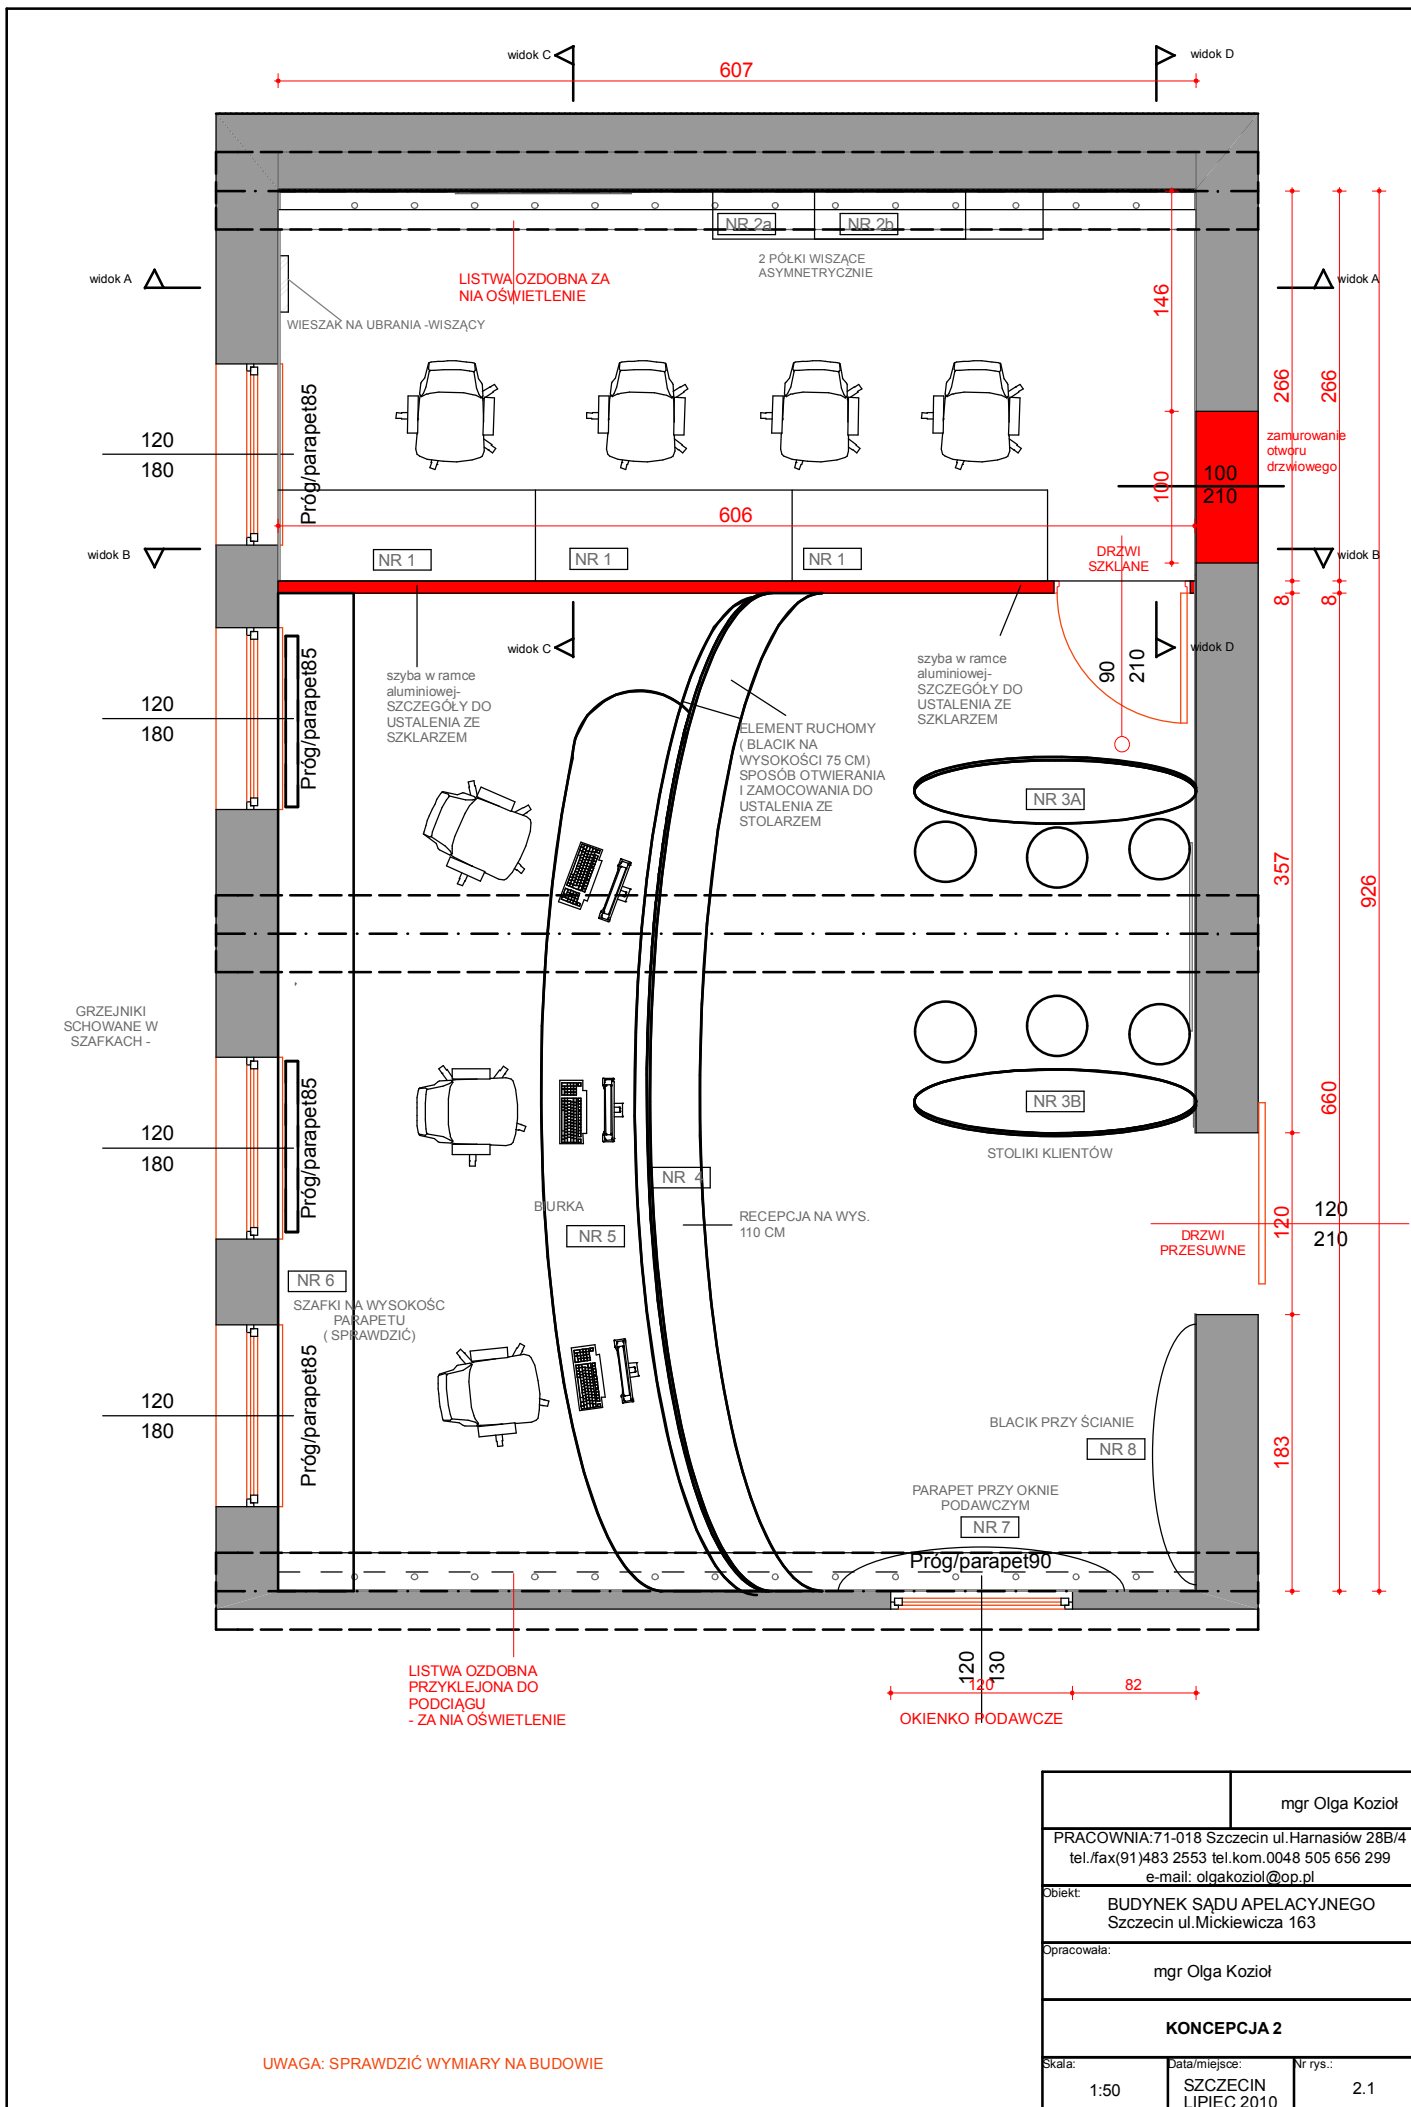 widok C
widok D
607
NR 2a
NR 2b
2 PÓŁKI WISZĄCE
ASYMNETRYCZNIE
widok A
LISTWA OZDOBNA ZA
NIA OŚWIETLENIE
WIESZAK NA UBRANIA -WISZĄCY
widok A
146
266
266
120
180
Próg/parapet85
zamurowanie
otworu
drzwiowego
100
100
210
606
widok B
NR 1
NR 1
NR 1
DRZWI
SZKLANE
widok B
8
8
widok C
widok D
90
210
120
180
Próg/parapet85
szyba w ramce
aluminiowej-
SZCZEGÓŁY DO
USTALENIA ZE
SZKLARZEM
szyba w ramce
aluminiowej-
SZCZEGÓŁY DO
USTALENIA ZE
SZKLARZEM
ELEMENT RUCHOMY
( BLACIK NA
WYSOKOŚCI 75 CM)
SPOSÓB OTWIERANIA
I ZAMOCOWANIA DO
USTALENIA ZE
STOLARZEM
NR 3A
357
926
GRZEJNIKI
SCHOWANE W
SZAFKACH -
120
180
Próg/parapet85
NR 3B
660
STOLIKI KLIENTÓW
NR 4
BIURKA
NR 5
RECEPCJA NA WYS.
110 CM
120
120
210
DRZWI
PRZESUWNE
NR 6
SZAFKI NA WYSOKOŚC
PARAPETU
( SPRAWDZIĆ)
120
180
Próg/parapet85
BLACIK PRZY ŚCIANIE
NR 8
183
PARAPET PRZY OKNIE
PODAWCZYM
NR 7
Próg/parapet90
120
130
LISTWA OZDOBNA
PRZYKLEJONA DO
PODCIĄGU
- ZA NIA OŚWIETLENIE
120
82
OKIENKO PODAWCZE
mgr Olga Kozioł
PRACOWNIA:71-018 Szczecin ul.Harnasiów 28B/4
tel./fax(91)483 2553 tel.kom.0048 505 656 299
e-mail: olgakoziol@op.pl
Obiekt:
BUDYNEK SĄDU APELACYJNEGO
Szczecin ul.Mickiewicza 163
Opracowała:
mgr Olga Kozioł
KONCEPCJA 2
UWAGA: SPRAWDZIĆ WYMIARY NA BUDOWIE
Skala:
1:50
Data/miejsce:
SZCZECIN
LIPIEC 2010
Nr rys.:
2.1